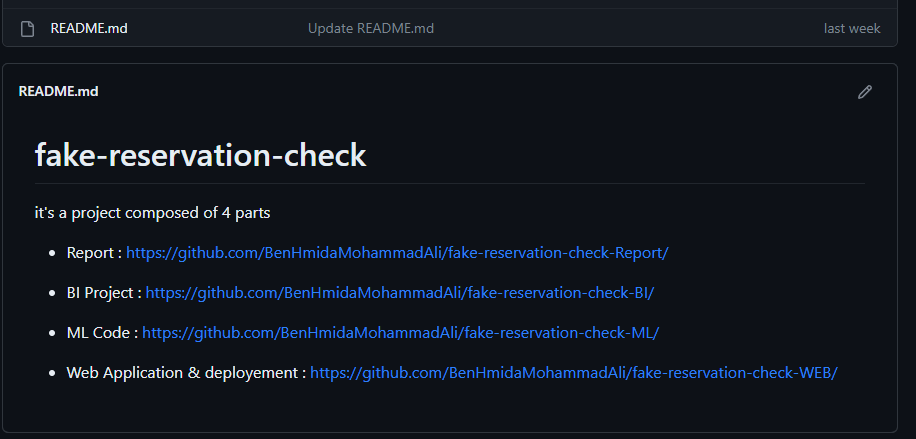 README.md Update README.md last week
README.md
fake-reservation-check
it's a project composed of 4 parts
Report : https://github.com/BenHmidaMohammadAli/fake-reservation-check-Report/
BI Project : https://github.com/BenHmidaMohammadAli/fake-reservation-check-BI/
ML Code : https://github.com/BenHmidaMohammadAli/fake-reservation-check-ML/
Web Application & deployement : https://github.com/BenHmidaMohammadAli/fake-reservation-check-WEB/